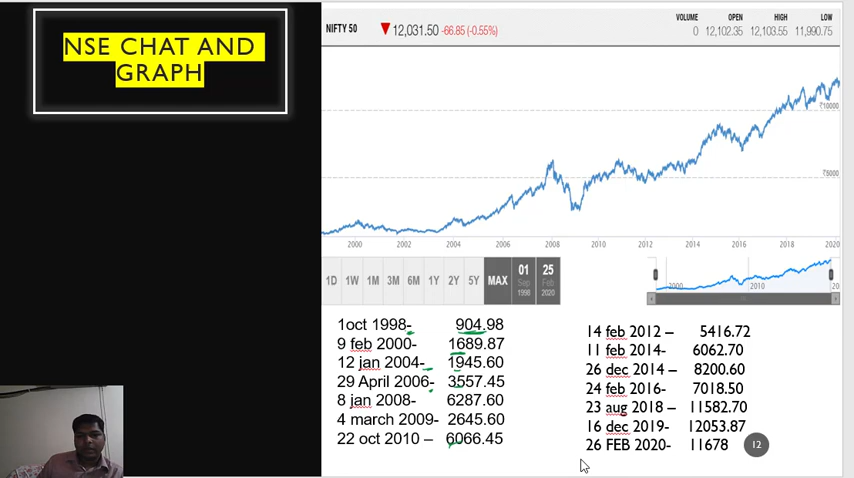 NSE CHAT AND
GRAPH
NIFTY 50
12,031.50 -66.85 (-0.55%)
VOLUME OPEN HIGH LOW
0 12,102.35 12,103.55 11,990.75
₹10000
₹5000
2000 2002 2004 2006 2008 2010 2012 2014 2016 2018 2020
1D 1W 1M 3M 6M 1Y 2Y 5Y MAX
01 Sep 1998
25 Feb 2020
2000 2010 20
1oct 1998- 904.98
9 feb 2000- 1689.87
12 jan 2004- 1945.60
29 April 2006- 3557.45
8 jan 2008- 6287.60
4 march 2009- 2645.60
22 oct 2010 – 6066.45
14 feb 2012 – 5416.72
11 feb 2014- 6062.70
26 dec 2014 – 8200.60
24 feb 2016- 7018.50
23 aug 2018 – 11582.70
16 dec 2019- 12053.87
26 FEB 2020- 11678
12